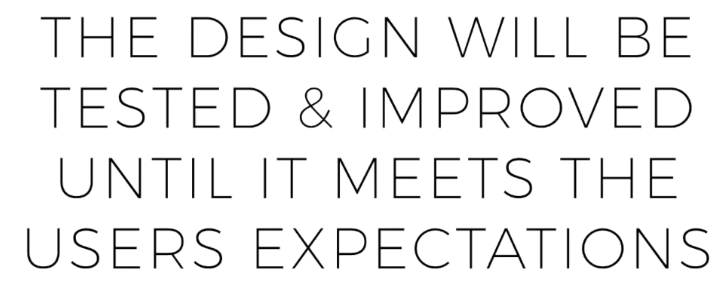 THE DESIGN WILL BE
TESTED & IMPROVED
UNTIL IT MEETS THE
USERS EXPECTATIONS